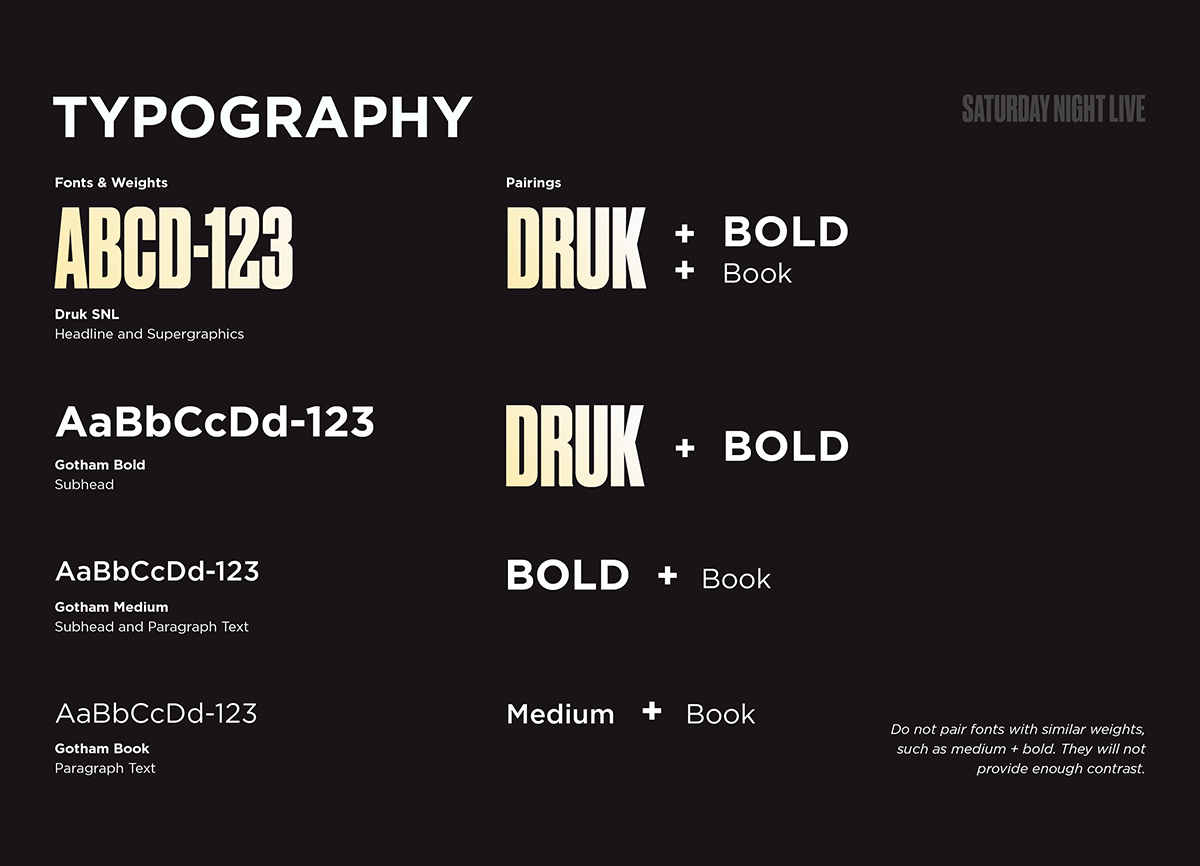 TYPOGRAPHY
SATURDAY NIGHT LIVE
Fonts & Weights
ABCD-123
Druk SNL
Headline and Supergraphics
AaBbCcDd-123
Gotham Bold
Subhead
AaBbCcDd-123
Gotham Medium
Subhead and Paragraph Text
AaBbCcDd-123
Gotham Book
Paragraph Text
Pairings
DRUK + BOLD
+ Book
DRUK + BOLD
BOLD + Book
Medium + Book
Do not pair fonts with similar weights,
such as medium + bold. They will not
provide enough contrast.